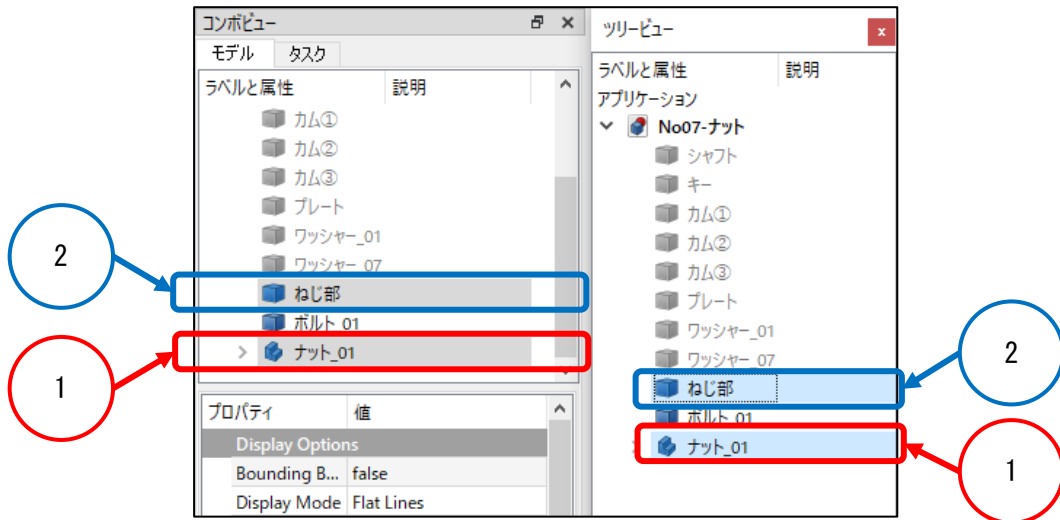 コンボビュー
モデル タスク
ラベルと属性 説明
カム①
カム②
カム③
プレート
ワッシャー_01
ワッシャー_07
ねじ部
ボルト_01
ナット_01
プロパティ 値
Display Options
Bounding B... false
Display Mode Flat Lines
ツリービュー
x
ラベルと属性 説明
アプリケーション
No07-ナット
シャフト
キー
カム①
カム②
カム③
プレート
ワッシャー_01
ワッシャー_07
ねじ部
ボルト_01
ナット_01
2
1
2
1